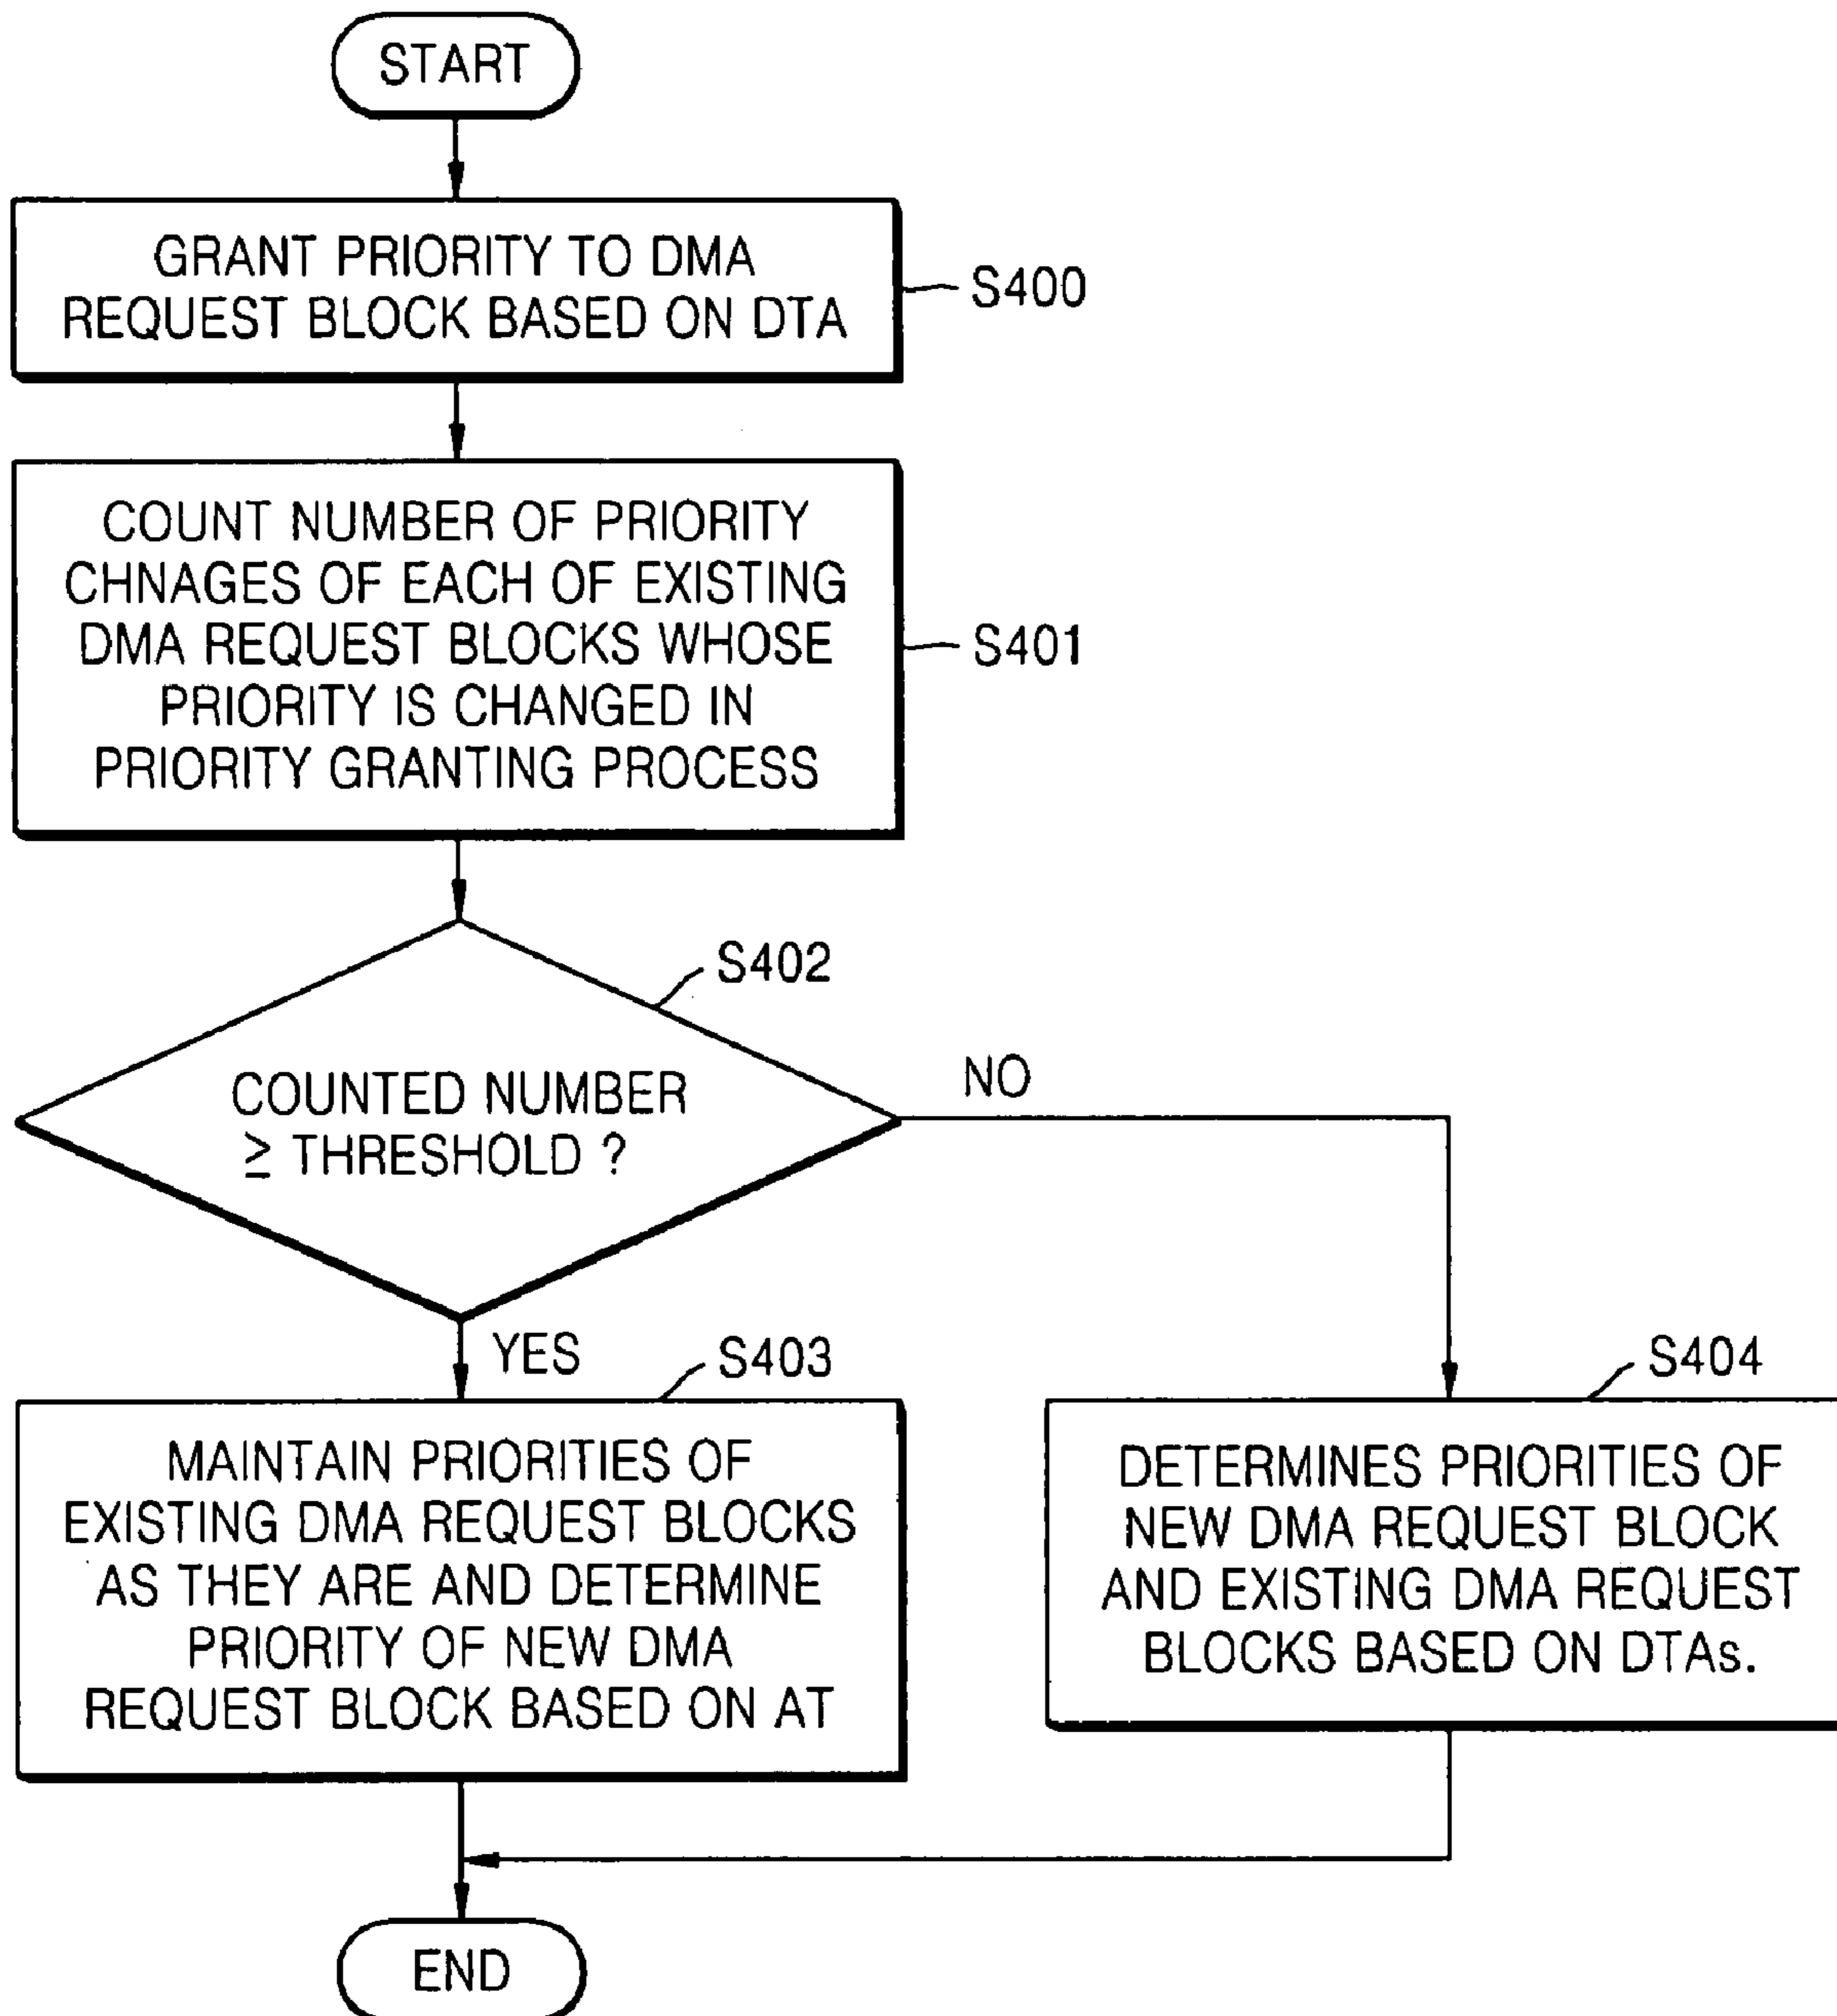 START
GRANT PRIORITY TO DMA
REQUEST BLOCK BASED ON DTA
S400
COUNT NUMBER OF PRIORITY
CHNAGES OF EACH OF EXISTING
DMA REQUEST BLOCKS WHOSE
PRIORITY IS CHANGED IN
PRIORITY GRANTING PROCESS
S401
S402
COUNTED NUMBER
≥ THRESHOLD ?
NO
YES
S403
MAINTAIN PRIORITIES OF
EXISTING DMA REQUEST BLOCKS
AS THEY ARE AND DETERMINE
PRIORITY OF NEW DMA
REQUEST BLOCK BASED ON AT
S404
DETERMINES PRIORITIES OF
NEW DMA REQUEST BLOCK
AND EXISTING DMA REQUEST
BLOCKS BASED ON DTAs.
END